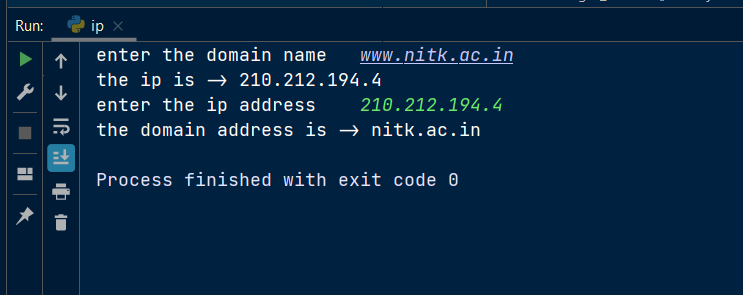 Run: ip
enter the domain name www.nitk.ac.in
the ip is -> 210.212.194.4
enter the ip address 210.212.194.4
the domain address is -> nitk.ac.in
Process finished with exit code 0